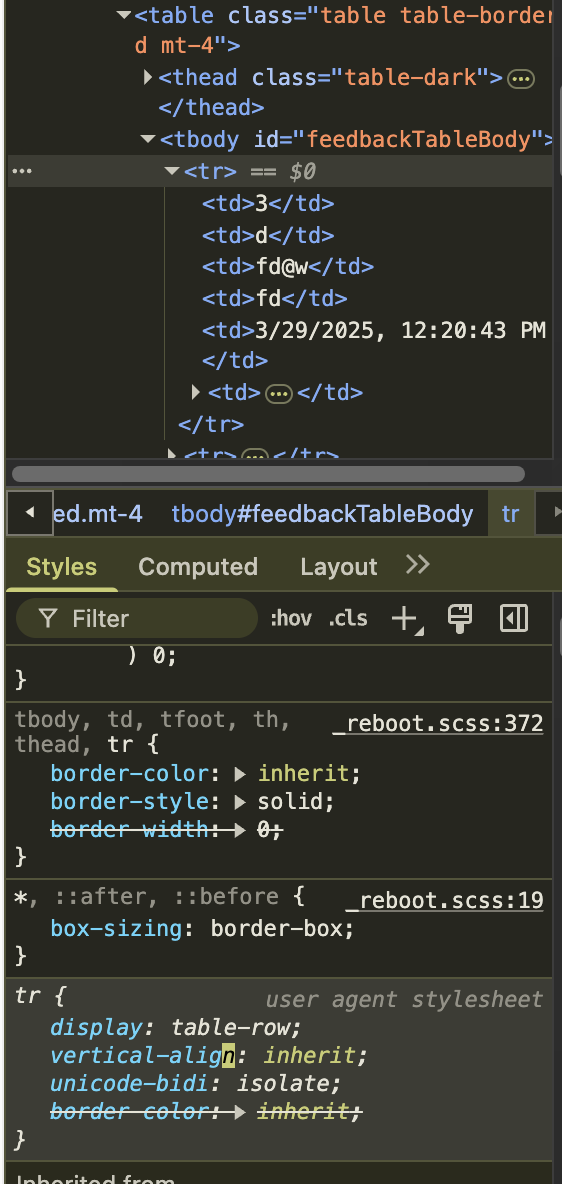 ▼<table class="table table-border
d mt-4">
▶<thead class="table-dark">…
</thead>
▼<tbody id="feedbackTableBody">
… ▼<tr> == $0
<td>3</td>
<td>d</td>
<td>fd@w</td>
<td>fd</td>
<td>3/29/2025, 12:20:43 PM
</td>
▶<td>…</td>
</tr>
▶<tr>…</tr>
ed.mt-4 tbody#feedbackTableBody tr
Styles Computed Layout >>
Filter :hov .cls +
) 0;
}
tbody, td, tfoot, th, _reboot.scss:372
thead, tr {
border-color: ▶ inherit;
border-style: ▶ solid;
border-width: ▶ 0;
}
*, ::after, ::before { _reboot.scss:19
box-sizing: border-box;
}
tr { user agent stylesheet
display: table-row;
vertical-align: inherit;
unicode-bidi: isolate;
border-color: ▶ inherit;
}
Inherited from